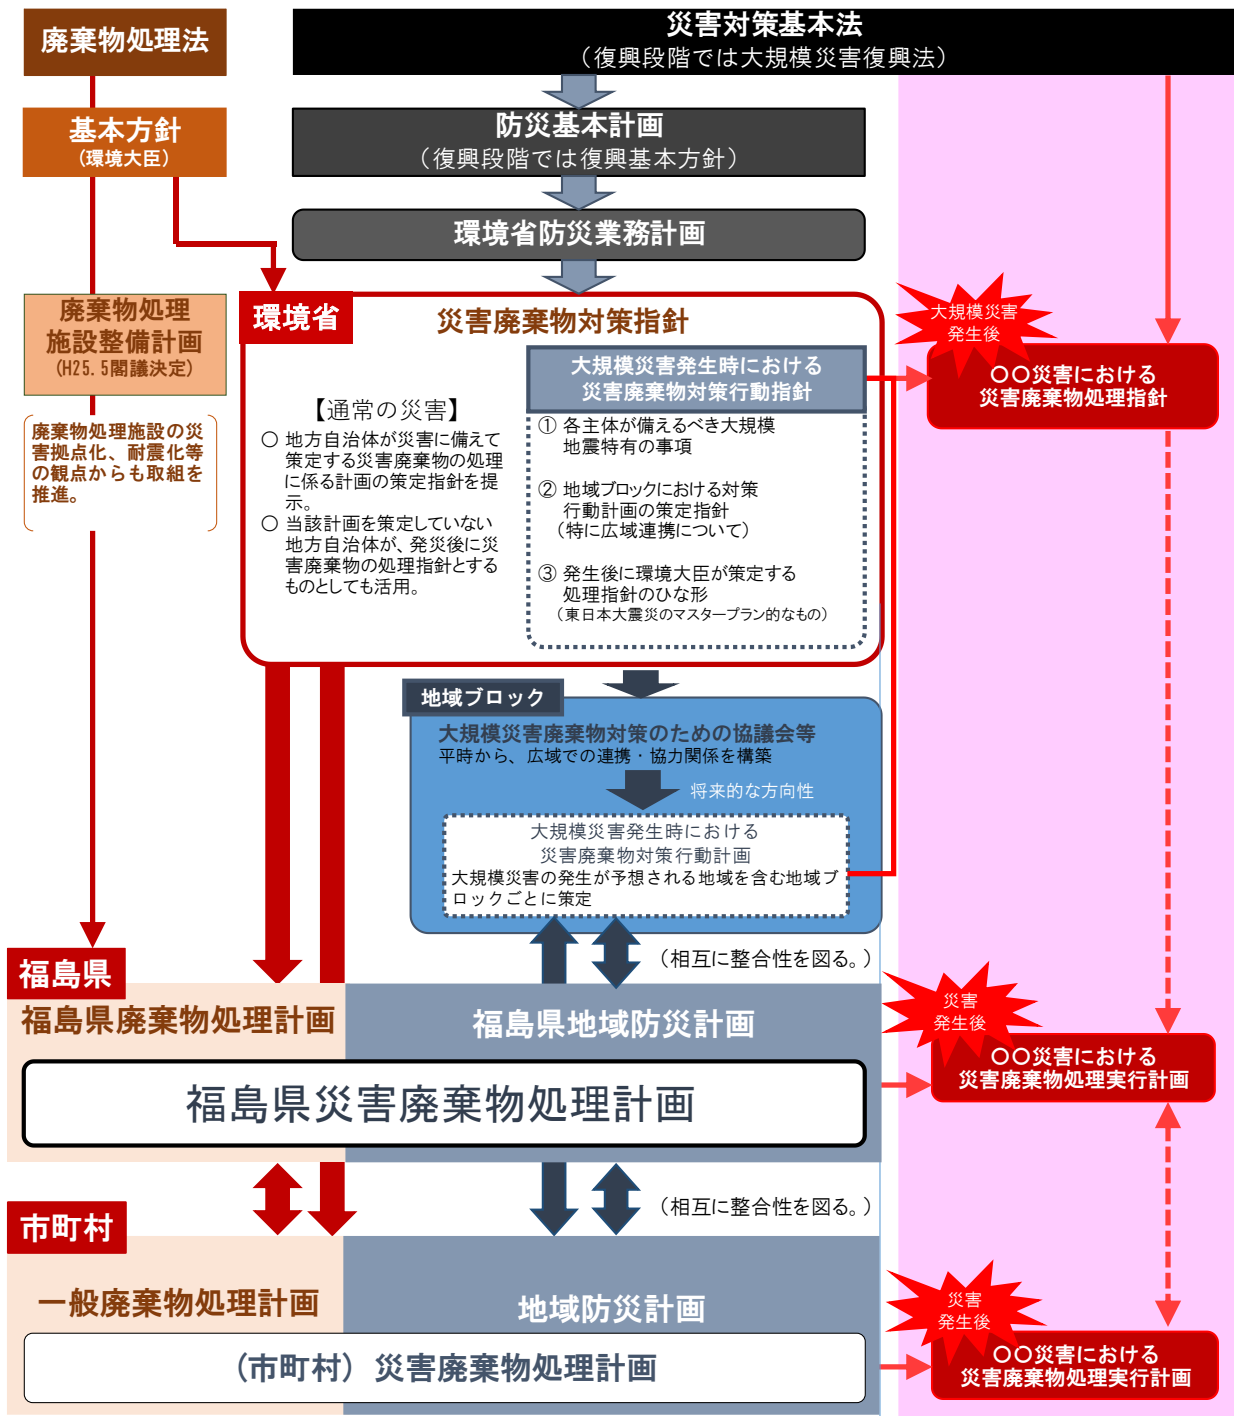 廃棄物処理法
災害対策基本法
（復興段階では大規模災害復興法）
基本方針
（環境大臣）
防災基本計画
（復興段階では復興基本方針）
環境省防災業務計画
廃棄物処理
施設整備計画
(H25.5閣議決定)
廃棄物処理施設の災
害拠点化、耐震化等
の観点からも取組を
推進。
環境省
災害廃棄物対策指針
【通常の災害】
○ 地方自治体が災害に備えて
策定する災害廃棄物の処理
に係る計画の策定指針を提
示。
○ 当該計画を策定していない
地方自治体が、発災後に災
害廃棄物の処理指針とする
ものとしても活用。
大規模災害発生時における
災害廃棄物対策行動指針
① 各主体が備えるべき大規模
地震特有の事項
② 地域ブロックにおける対策
行動計画の策定指針
（特に広域連携について）
③ 発生後に環境大臣が策定する
処理指針のひな形
（東日本大震災のマスタープラン的なもの）
大規模災害
発生後
〇〇災害における
災害廃棄物処理指針
地域ブロック
大規模災害廃棄物対策のための協議会等
平時から、広域での連携・協力関係を構築
将来的な方向性
大規模災害発生時における
災害廃棄物対策行動計画
大規模災害の発生が予想される地域を含む地域ブ
ロックごとに策定
（相互に整合性を図る。）
福島県
福島県廃棄物処理計画
福島県地域防災計画
福島県災害廃棄物処理計画
災害
発生後
〇〇災害における
災害廃棄物処理実行計画
（相互に整合性を図る。）
市町村
一般廃棄物処理計画
地域防災計画
（市町村）災害廃棄物処理計画
災害
発生後
〇〇災害における
災害廃棄物処理実行計画